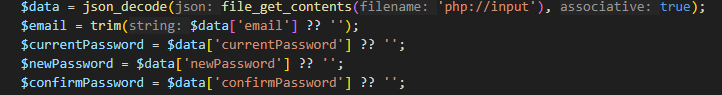 $data = json_decode(json: file_get_contents(filename: 'php://input'), associative: true);
$email = trim(string: $data['email'] ?? '');
$currentPassword = $data['currentPassword'] ?? '';
$newPassword = $data['newPassword'] ?? '';
$confirmPassword = $data['confirmPassword'] ?? '';